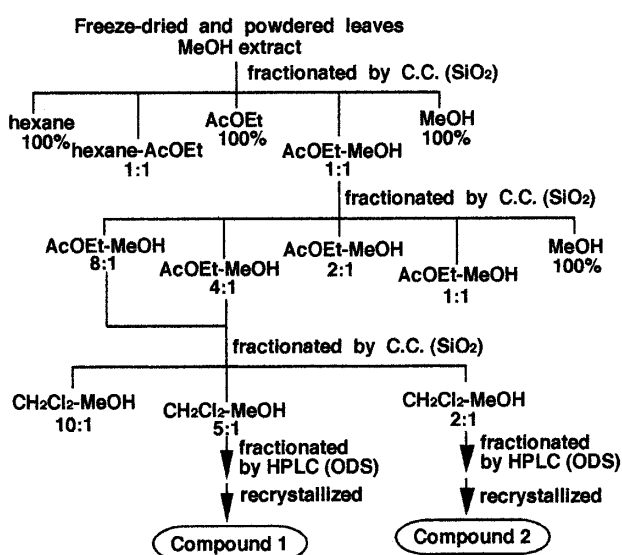 Freeze-dried and powdered leaves
MeOH extract
fractionated by C.C. (SiO₂)
hexane
100%
hexane-AcOEt
1:1
AcOEt
100%
AcOEt-MeOH
1:1
MeOH
100%
fractionated by C.C. (SiO₂)
AcOEt-MeOH
8:1
AcOEt-MeOH
4:1
AcOEt-MeOH
2:1
AcOEt-MeOH
1:1
MeOH
100%
fractionated by C.C. (SiO₂)
CH₂Cl₂-MeOH
10:1
CH₂Cl₂-MeOH
5:1
CH₂Cl₂-MeOH
2:1
fractionated
by HPLC (ODS)
recrystallized
Compound 1
fractionated
by HPLC (ODS)
recrystallized
Compound 2